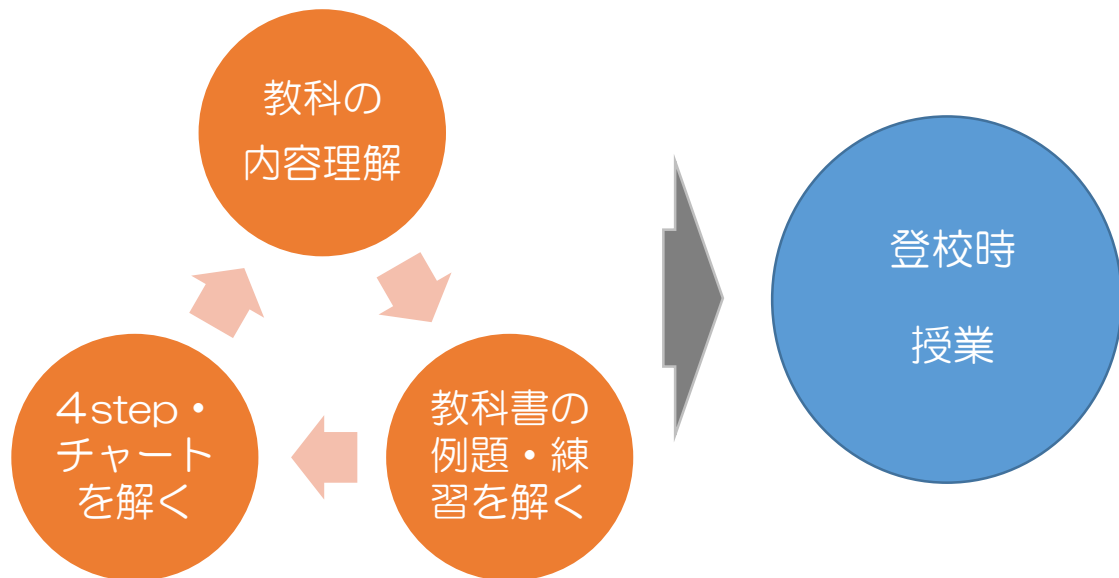 教科の
内容理解
登校時
授業
4step・
チャート
を解く
教科書の
例題・練
習を解く